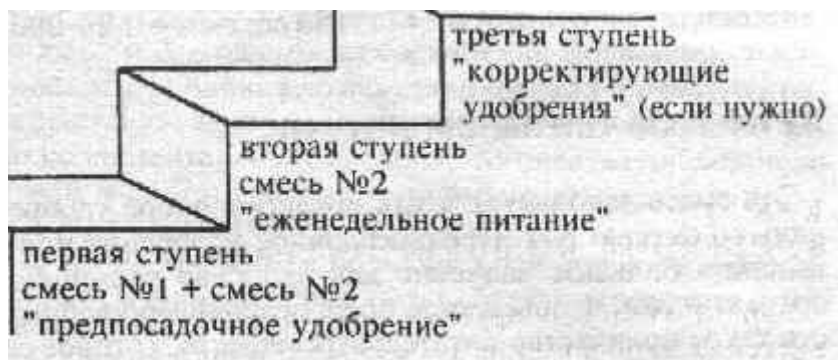 третья ступень
"корректирующие
удобрения" (если нужно)
вторая ступень
смесь №2
"еженедельное питание"
первая ступень
смесь №1 + смесь №2
"предпосадочное удобрение"